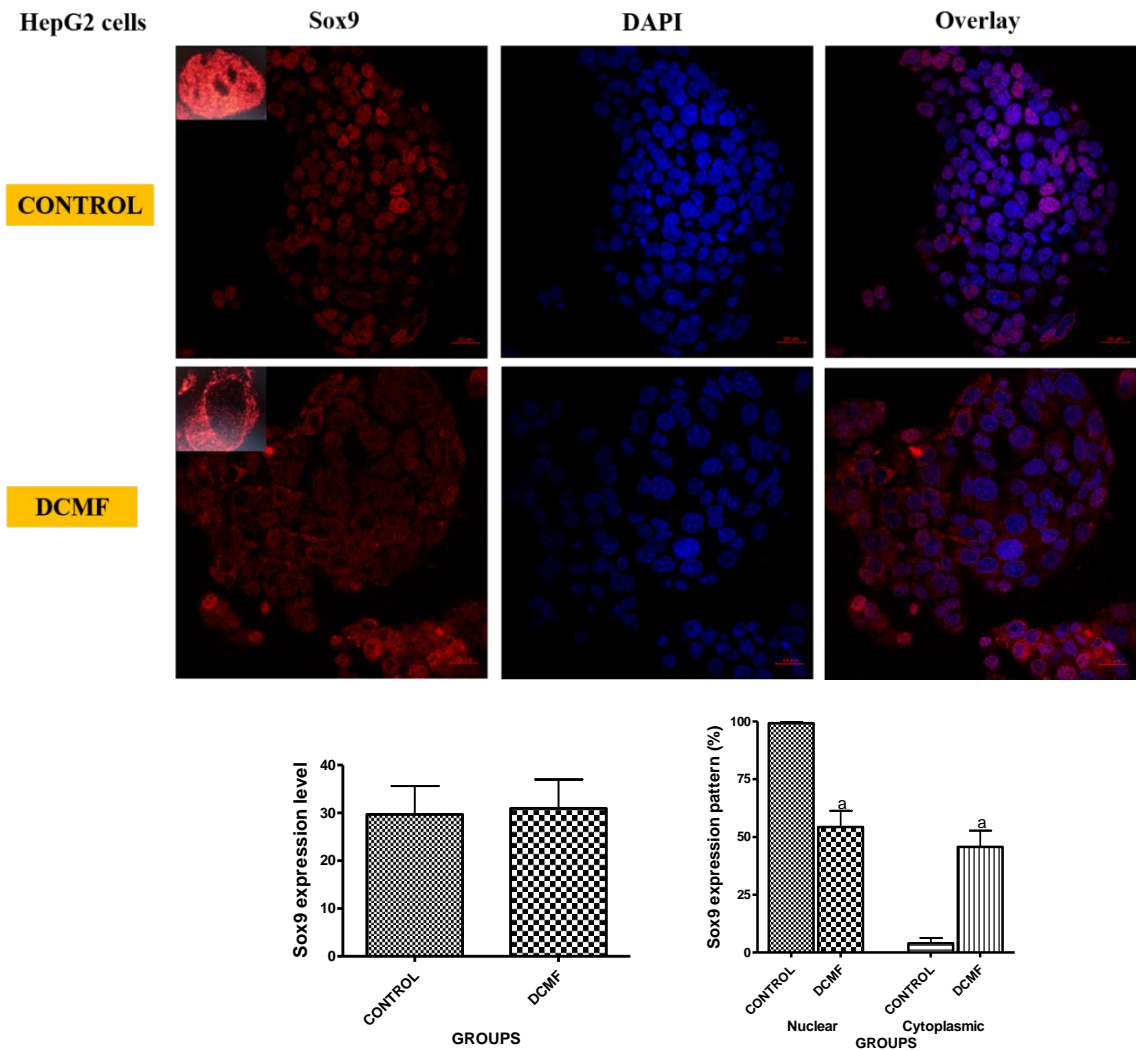 HepG2 cells Sox9 DAPI Overlay
CONTROL
DCMF
Sox9 expression level
40
30
20
10
0
CONTROL
DCMF
GROUPS
Sox9 expression pattern (%)
100
75
50
25
0
a
a
CONTROL
DCMF
CONTROL
DCMF
Nuclear
Cytoplasmic
GROUPS